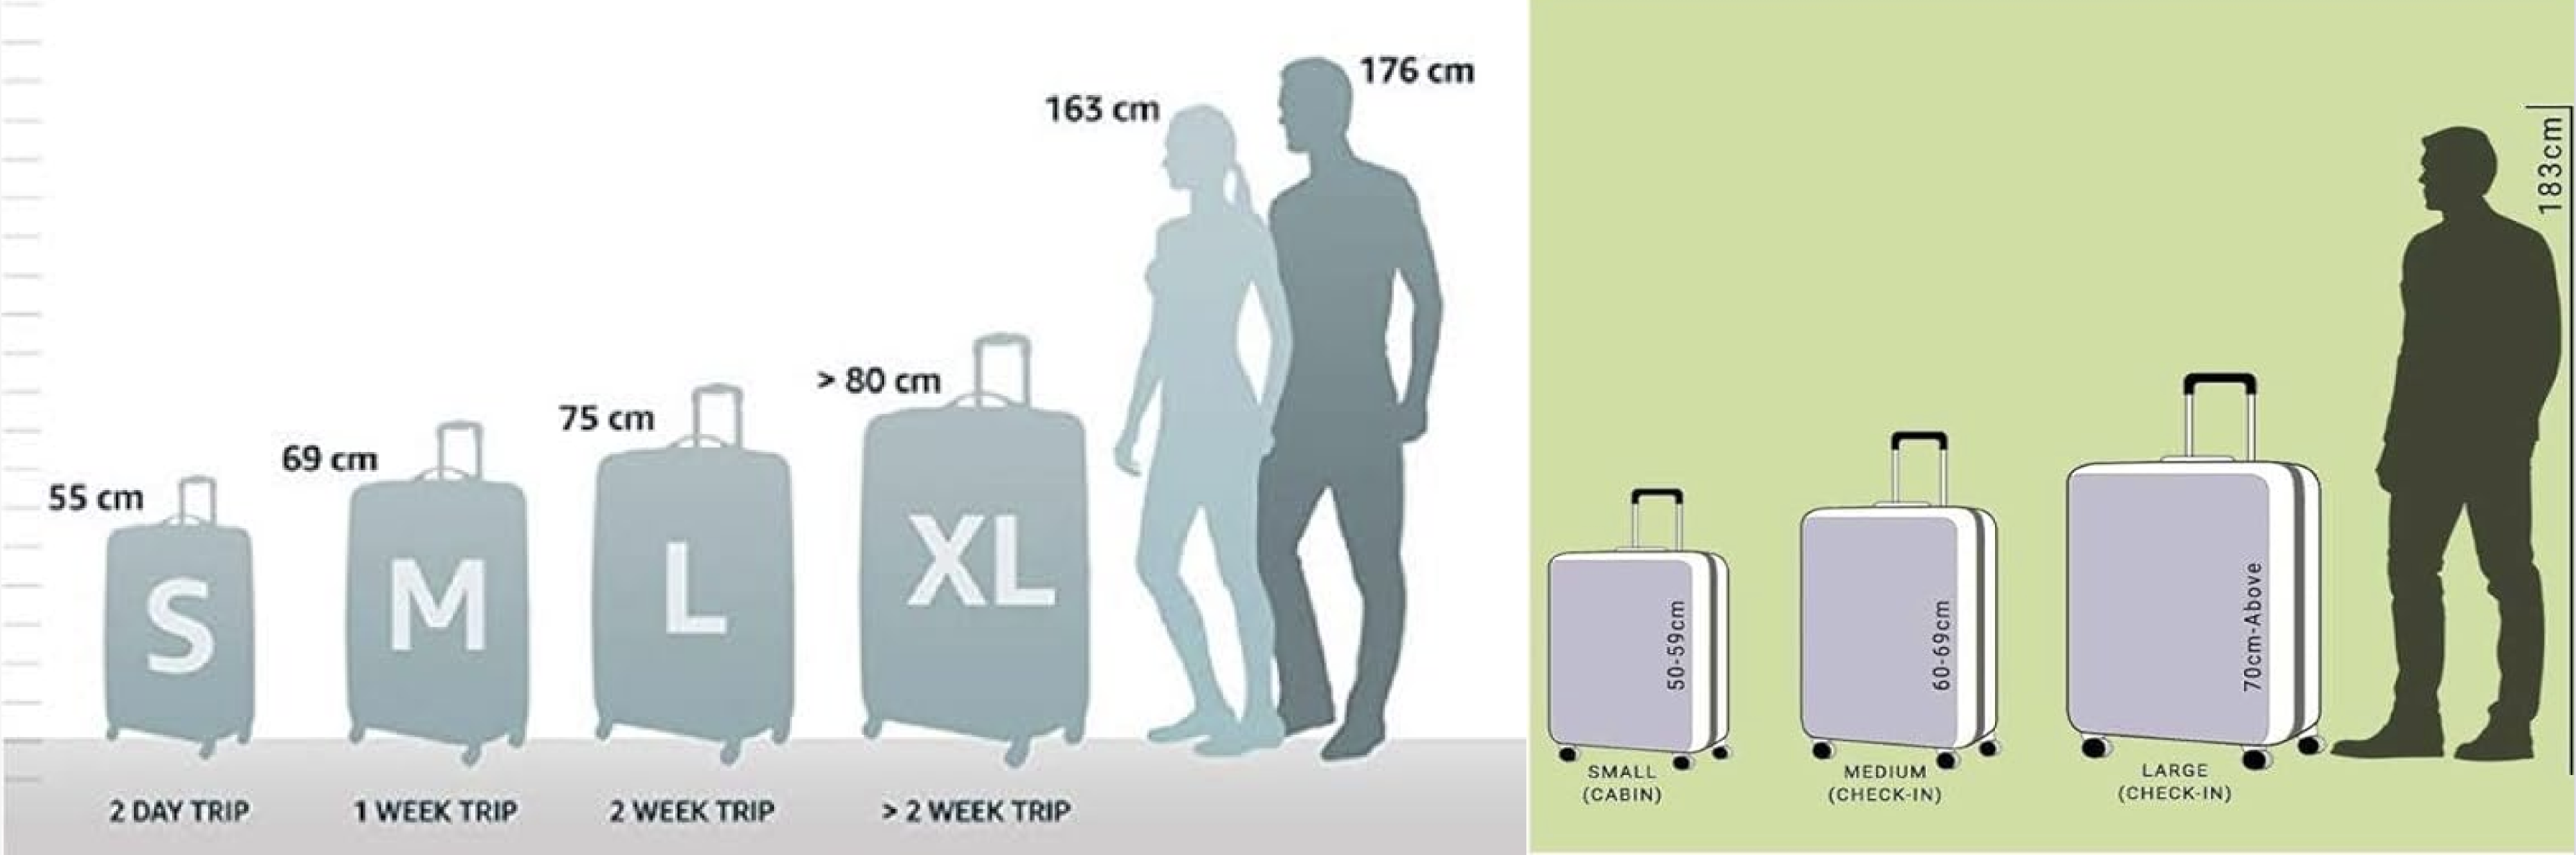 55 cm
S
2 DAY TRIP
69 cm
M
1 WEEK TRIP
75 cm
L
2 WEEK TRIP
> 80 cm
XL
> 2 WEEK TRIP
163 cm
176 cm
50-59cm
SMALL
(CABIN)
60-69cm
MEDIUM
(CHECK-IN)
70cm-Above
LARGE
(CHECK-IN)
183cm